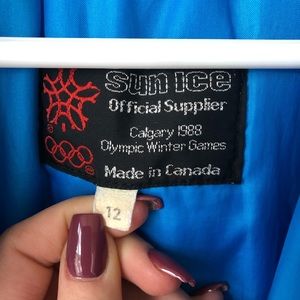 Sun Ice
Official Supplier
Calgary 1988
Olympic Winter Games
Made in Canada
12